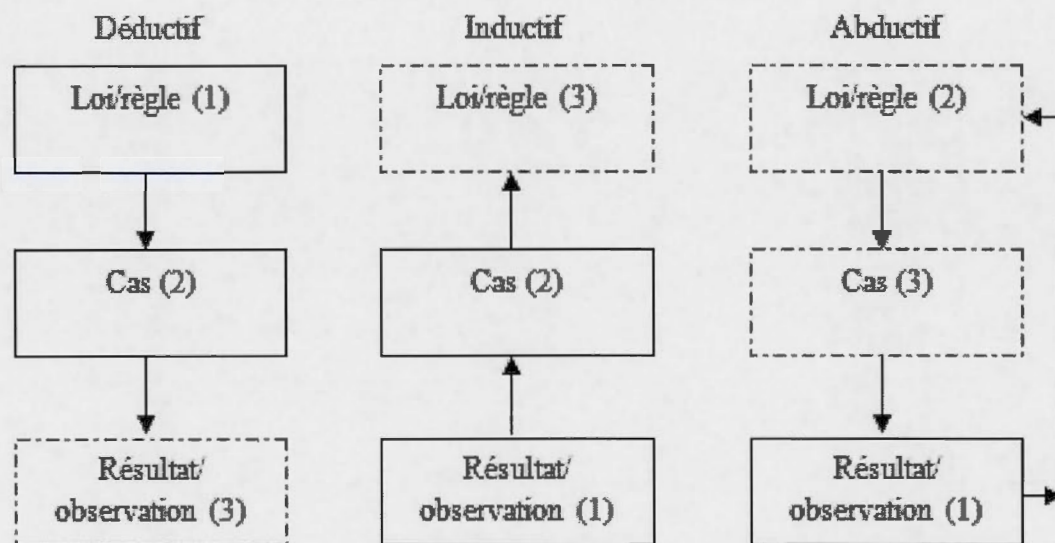 Déductif
Loi/règle (1)
Cas (2)
Résultat/
observation (3)
Inductif
Loi/règle (3)
Cas (2)
Résultat/
observation (1)
Abductif
Loi/règle (2)
Cas (3)
Résultat/
observation (1)